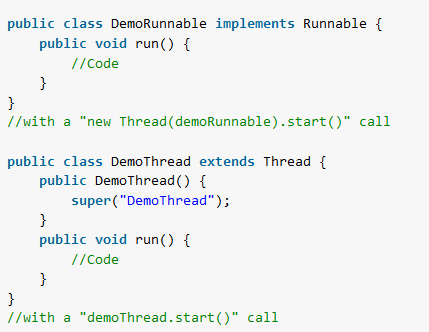 public class DemoRunnable implements Runnable {
    public void run() {
        //Code
    }
}
//with a "new Thread(demoRunnable).start()" call
public class DemoThread extends Thread {
    public DemoThread() {
        super("DemoThread");
    }
    public void run() {
        //Code
    }
}
//with a "demoThread.start()" call